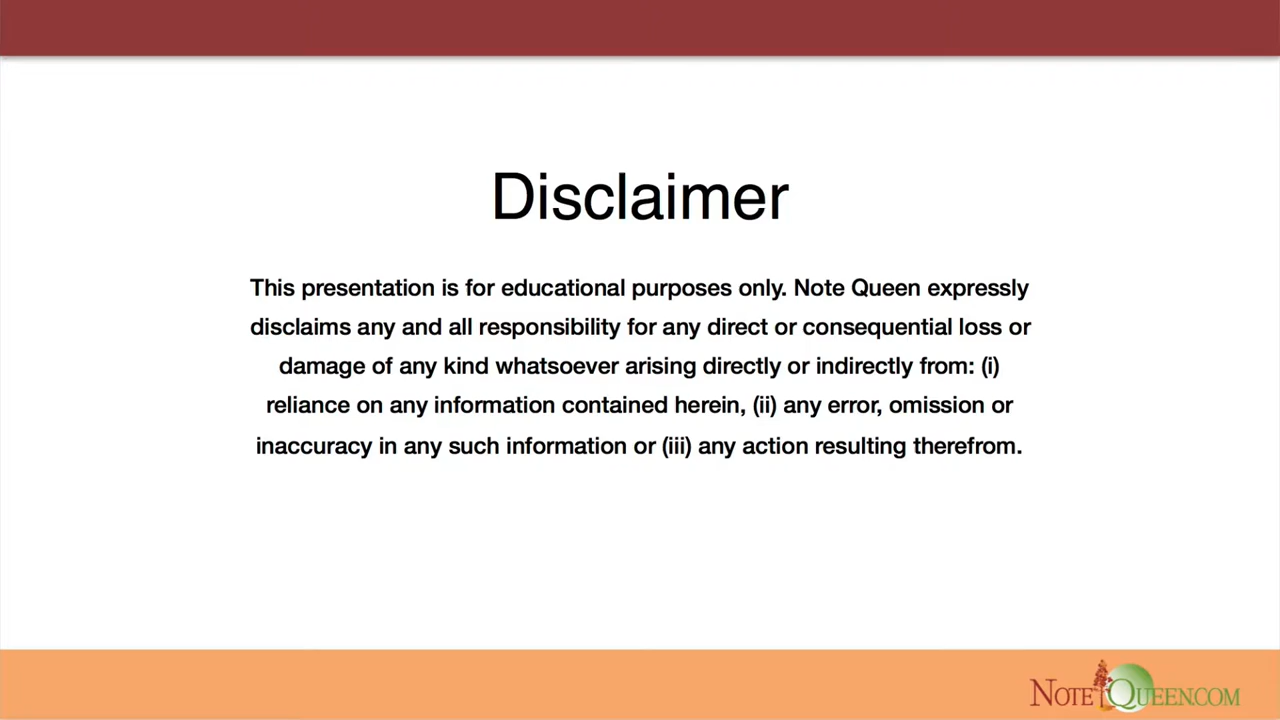 Disclaimer
This presentation is for educational purposes only. Note Queen expressly
disclaims any and all responsibility for any direct or consequential loss or
damage of any kind whatsoever arising directly or indirectly from: (i)
reliance on any information contained herein, (ii) any error, omission or
inaccuracy in any such information or (iii) any action resulting therefrom.
NOTE QUEEN.COM